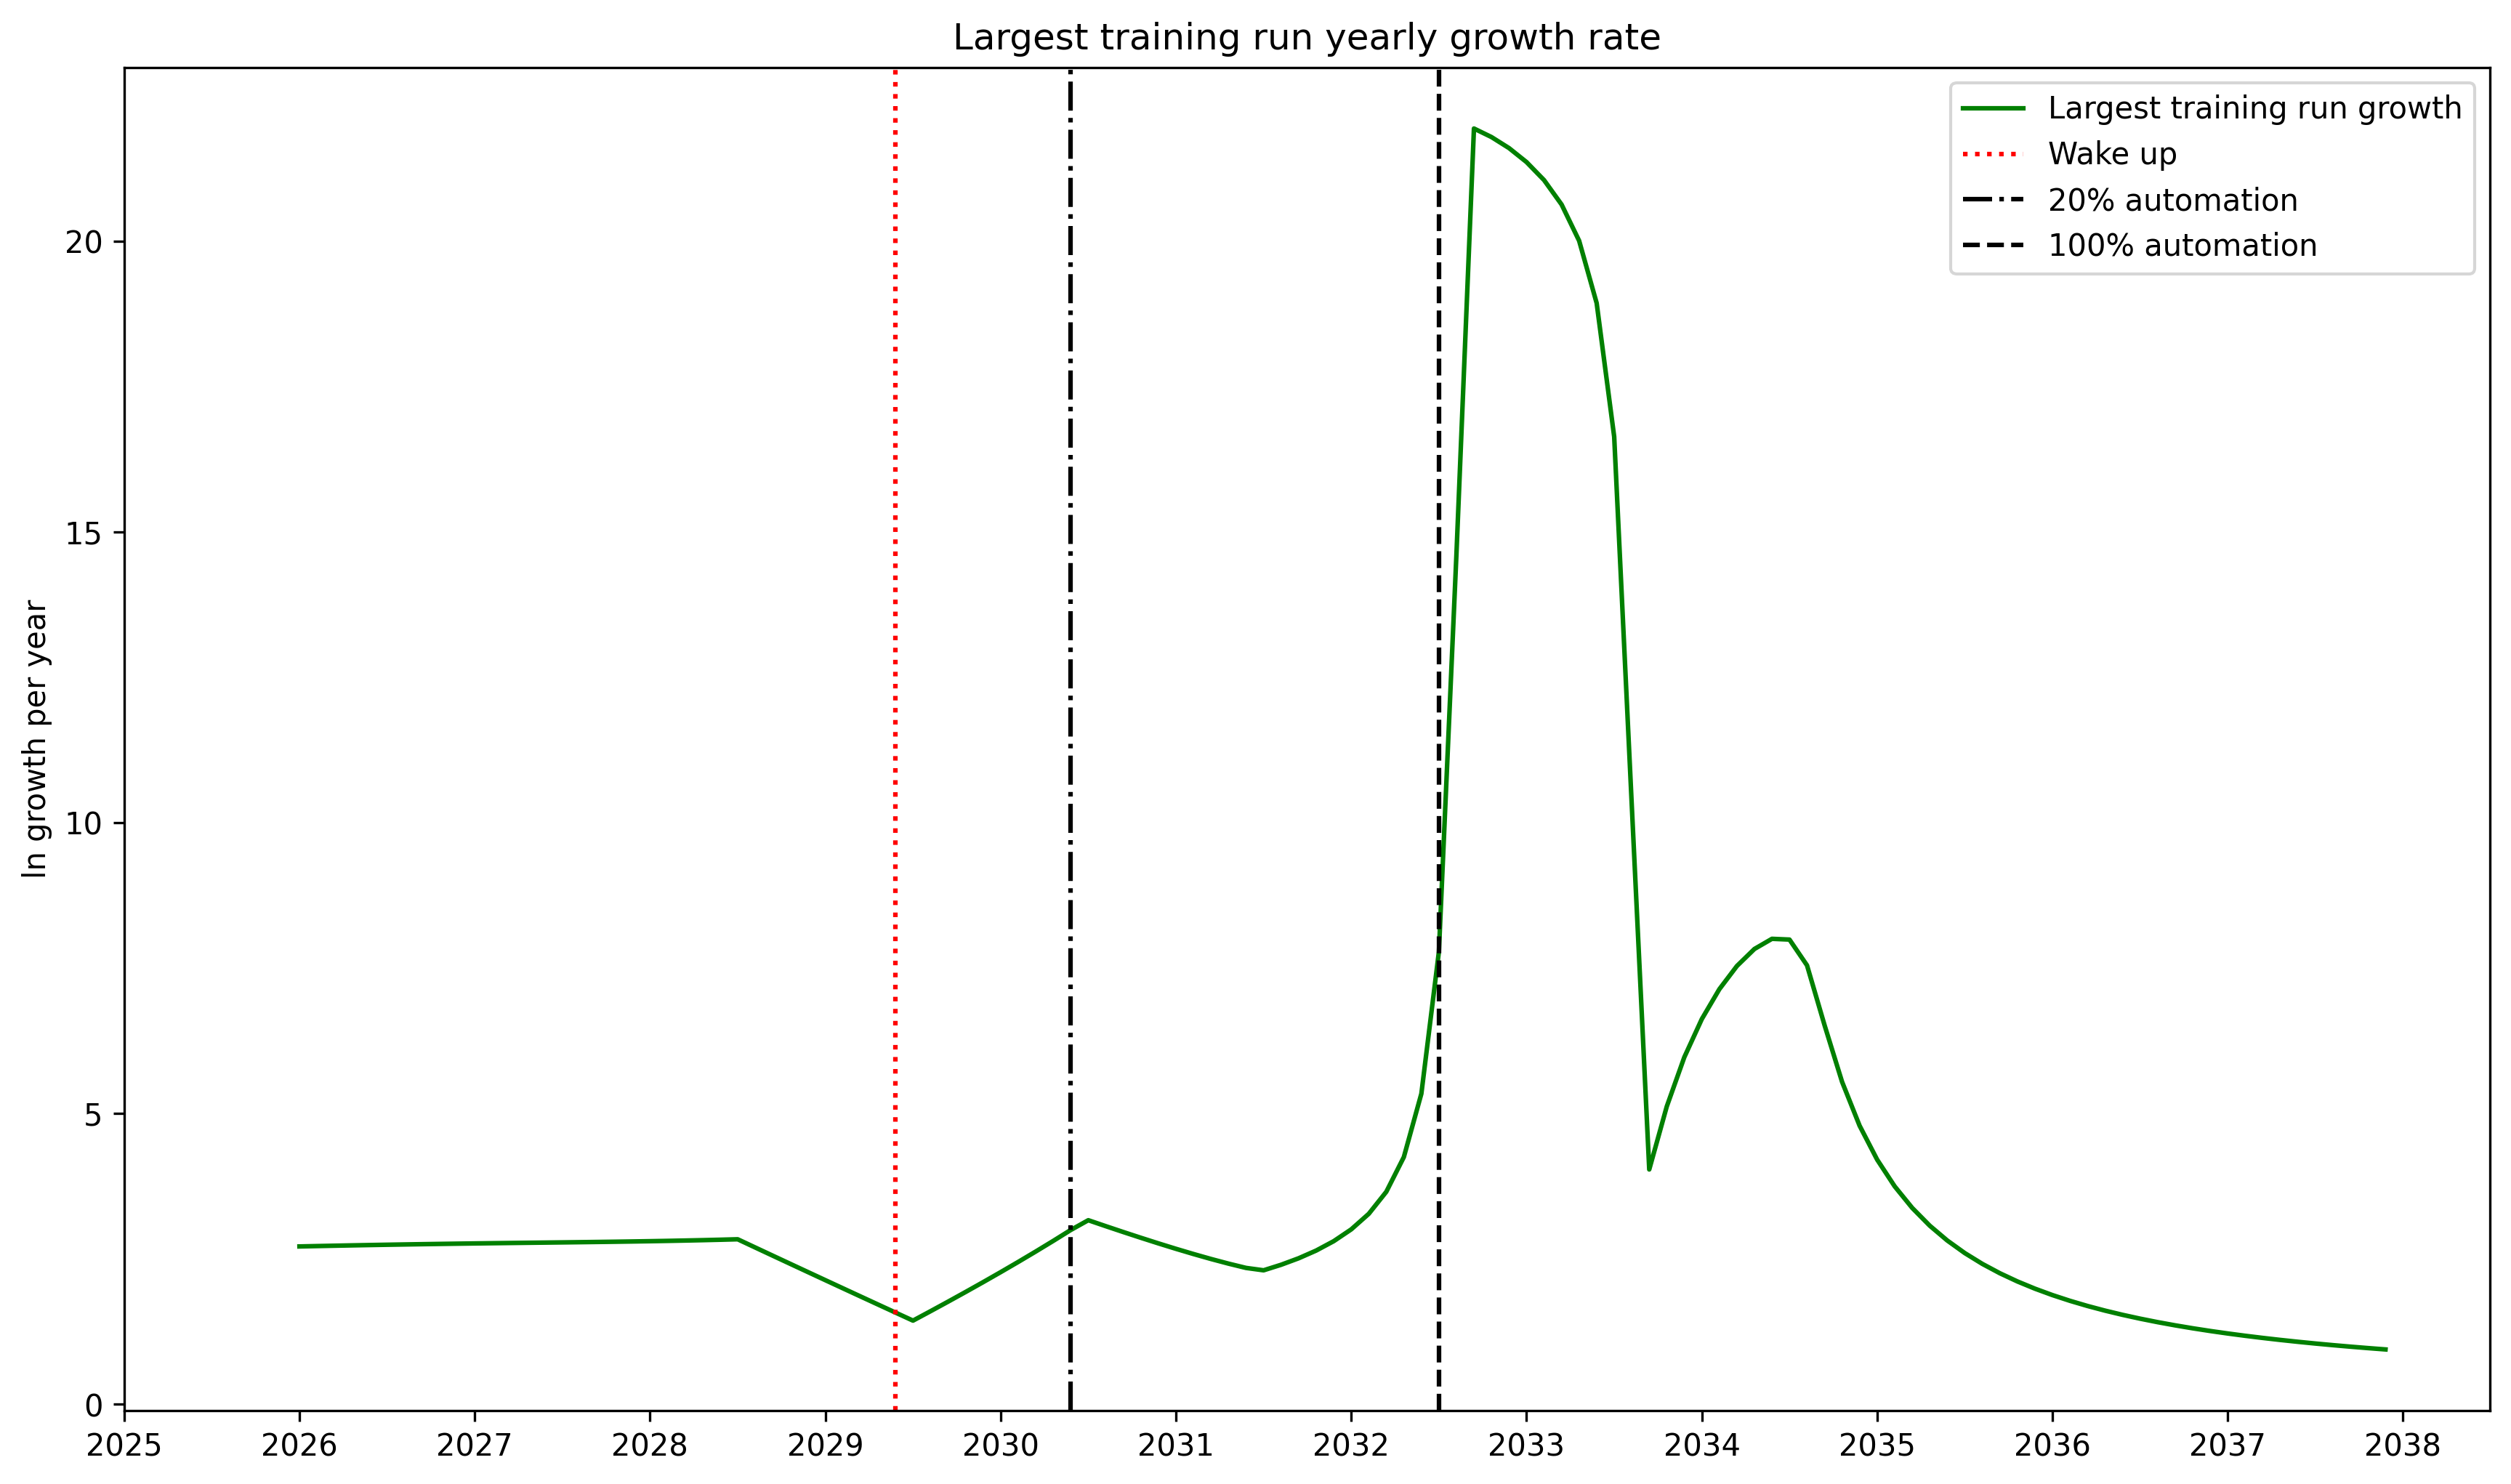 Largest training run yearly growth rate
Largest training run growth
Wake up
20% automation
100% automation
ln growth per year
20
15
10
5
0
2025 2026 2027 2028 2029 2030 2031 2032 2033 2034 2035 2036 2037 2038